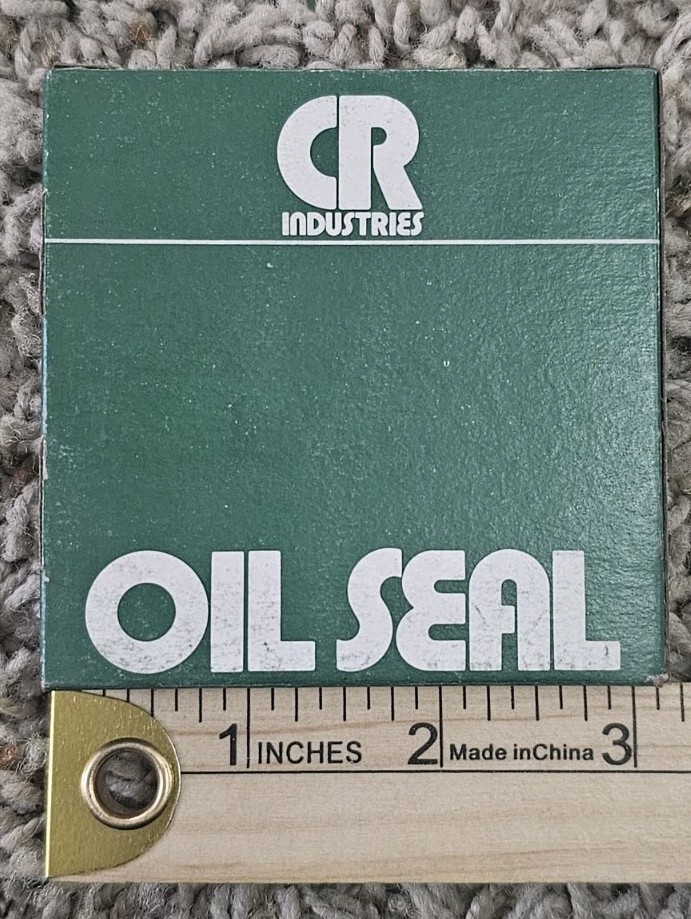 CR
INDUSTRIES
OIL SEAL
1 INCHES 2 Made inChina 3